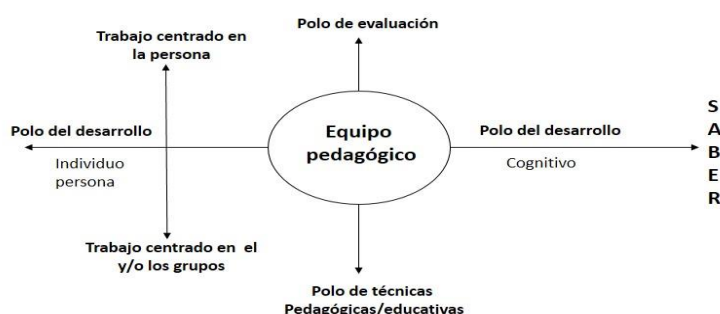 Polo de evaluación
Trabajo centrado en
la persona
Polo del desarrollo
Individuo
persona
Equipo
pedagógico
Polo del desarrollo
Cognitivo
S
A
B
E
R
Trabajo centrado en el
y/o los grupos
Polo de técnicas
Pedagógicas/educativas